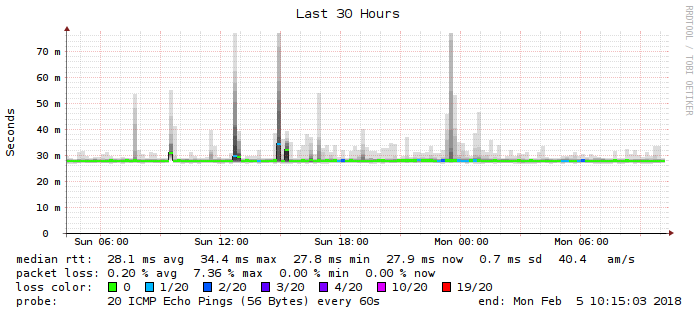 Last 30 Hours
RRDTOOL / TOBI OETIKER
Seconds
70 m
60 m
50 m
40 m
30 m
20 m
10 m
0
Sun 06:00 Sun 12:00 Sun 18:00 Mon 00:00 Mon 06:00
median rtt: 28.1 ms avg 34.4 ms max 27.8 ms min 27.9 ms now 0.7 ms sd 40.4 am/s
packet loss: 0.20 % avg 7.36 % max 0.00 % min 0.00 % now
loss color: 0 1/20 2/20 3/20 4/20 10/20 19/20
probe: 20 ICMP Echo Pings (56 Bytes) every 60s end: Mon Feb 5 10:15:03 2018